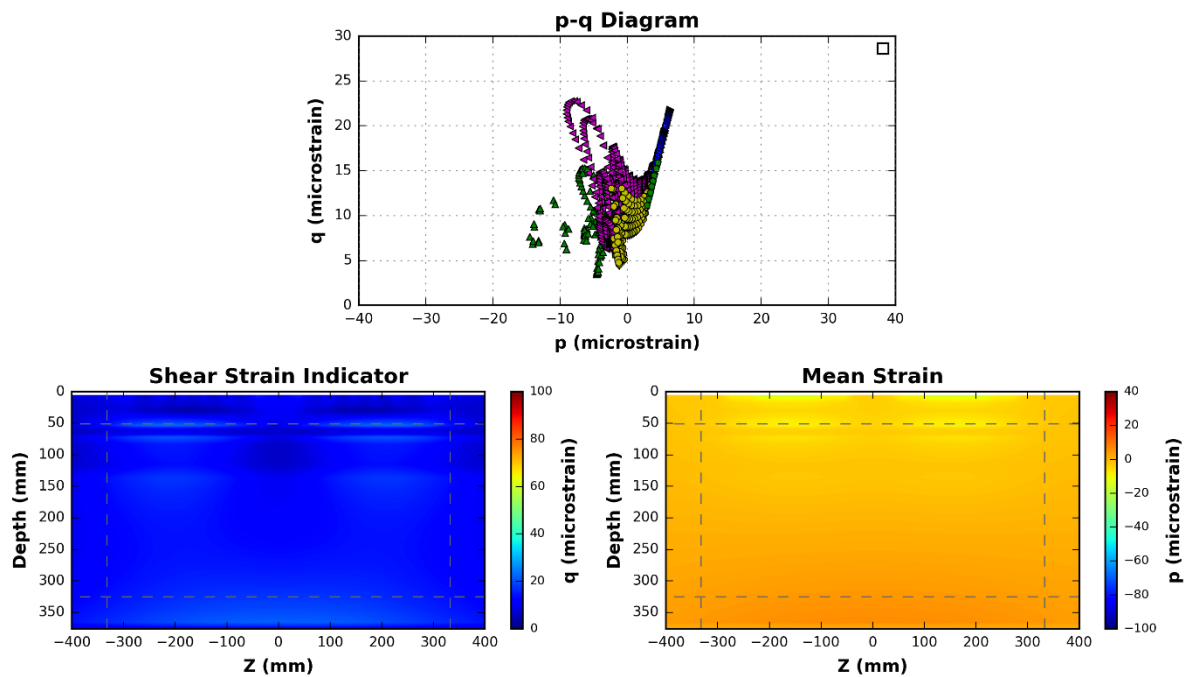 p-q Diagram
30
25
20
15
10
5
0
q (microstrain)
−40 −30 −20 −10 0 10 20 30 40
p (microstrain)
Shear Strain Indicator
0
50
100
150
200
250
300
350
Depth (mm)
−400 −300 −200 −100 0 100 200 300 400
Z (mm)
100
80
60
40
20
0
q (microstrain)
Mean Strain
0
50
100
150
200
250
300
350
Depth (mm)
−400 −300 −200 −100 0 100 200 300 400
Z (mm)
40
20
0
−20
−40
−60
−80
−100
p (microstrain)